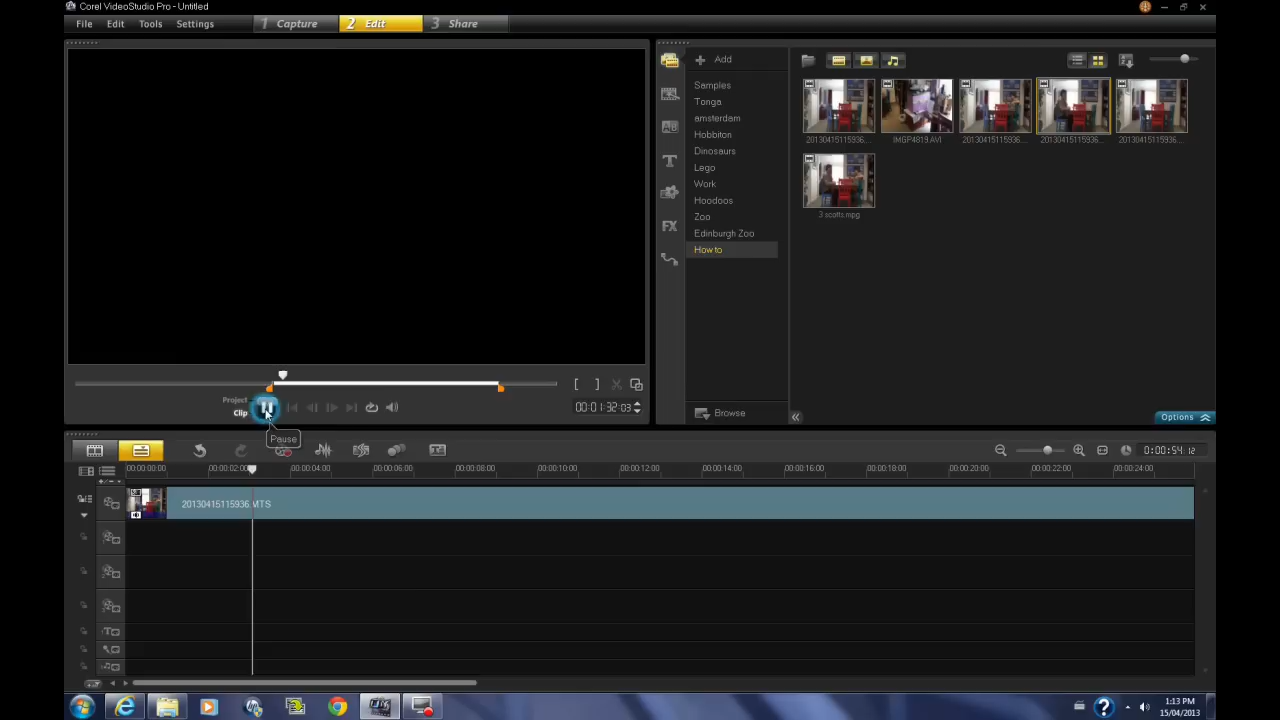 Corel VideoStudio Pro - Untitled
File Edit Tools Settings
1 Capture 2 Edit 3 Share
Add
Samples
Tonga
amsterdam
Hobbiton
Dinosaurs
Lego
Work
Hoodoos
Zoo
Edinburgh Zoo
How to
20130415115936... IMGP4819.AVI 20130415115936... 20130415115936... 20130415115936...
3 scotts.mpg
Project
Clip
00:01:32:03
Browse
Options
Pause
0:00:54.12
00:00:00:00 00:00:02:00 00:00:04:00 00:00:06:00 00:00:08:00 00:00:10:00 00:00:12:00 00:00:14:00 00:00:16:00 00:00:18:00 00:00:20:00 00:00:22:00 00:00:24:00
20130415115936.MTS
1:13 PM
15/04/2013